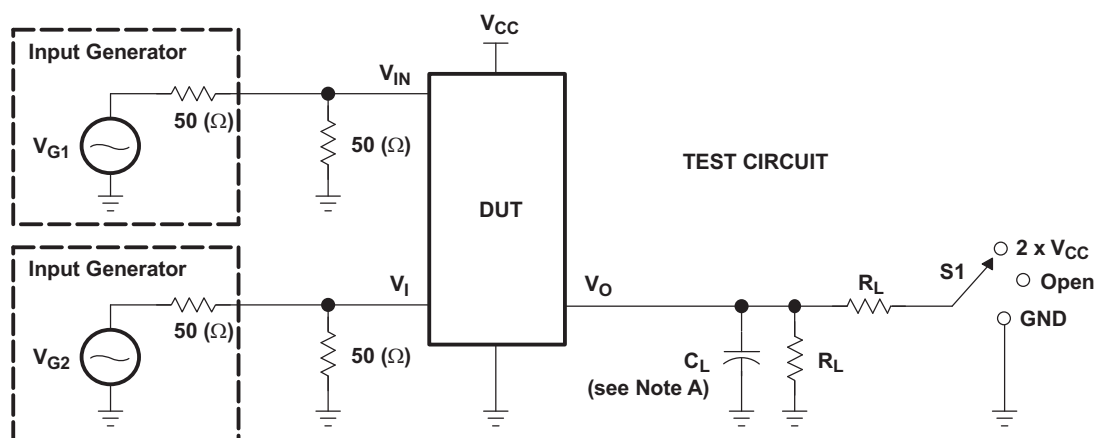 V_CC
Input Generator
V_IN
50 (Ω)
V_G1
50 (Ω)
TEST CIRCUIT
DUT
Input Generator
V_I
50 (Ω)
V_G2
50 (Ω)
V_O
R_L
S1
2 x V_CC
Open
GND
C_L
(see Note A)
R_L